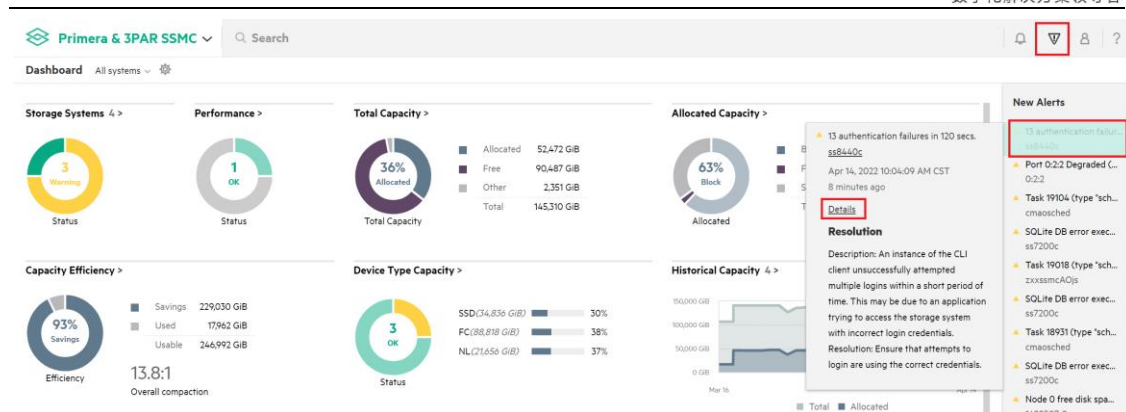 Primera & 3PAR SSMC
Search
?
Dashboard All systems
Storage Systems 4 >
3
Warning
Status
Performance >
1
OK
Status
Total Capacity >
36%
Allocated
Total Capacity
Allocated 52,472 GiB
Free 90,487 GiB
Other 2,351 GiB
Total 145,310 GiB
Allocated Capacity >
63%
Block
Allocated
13 authentication failures in 120 secs.
ss8440c
Apr 14, 2022 10:04:09 AM CST
8 minutes ago
Details
Resolution
Description: An instance of the CLI
client unsuccessfully attempted
multiple logins within a short period of
time. This may be due to an application
trying to access the storage system
with incorrect login credentials.
Resolution: Ensure that attempts to
login are using the correct credentials.
New Alerts
13 authentication failur...
ss8440c
Port 0:2:2 Degraded (...
0:2:2
Task 19104 (type "sch...
cmaosched
SQLite DB error exec...
ss7200c
Task 19018 (type "sch...
zxxssmcAOjs
SQLite DB error exec...
ss7200c
Task 18931 (type "sch...
cmaosched
SQLite DB error exec...
ss7200c
Node 0 free disk spa...
Capacity Efficiency >
93%
Savings
Efficiency
Savings 229,030 GiB
Used 17,962 GiB
Usable 246,992 GiB
13.8:1
Overall compaction
Device Type Capacity >
3
OK
Status
SSD(34,836 GiB) 30%
FC(88,818 GiB) 38%
NL(21,656 GiB) 37%
Historical Capacity 4 >
150,000 GiB
100,000 GiB
50,000 GiB
0 GiB
Mar 16
Total Allocated